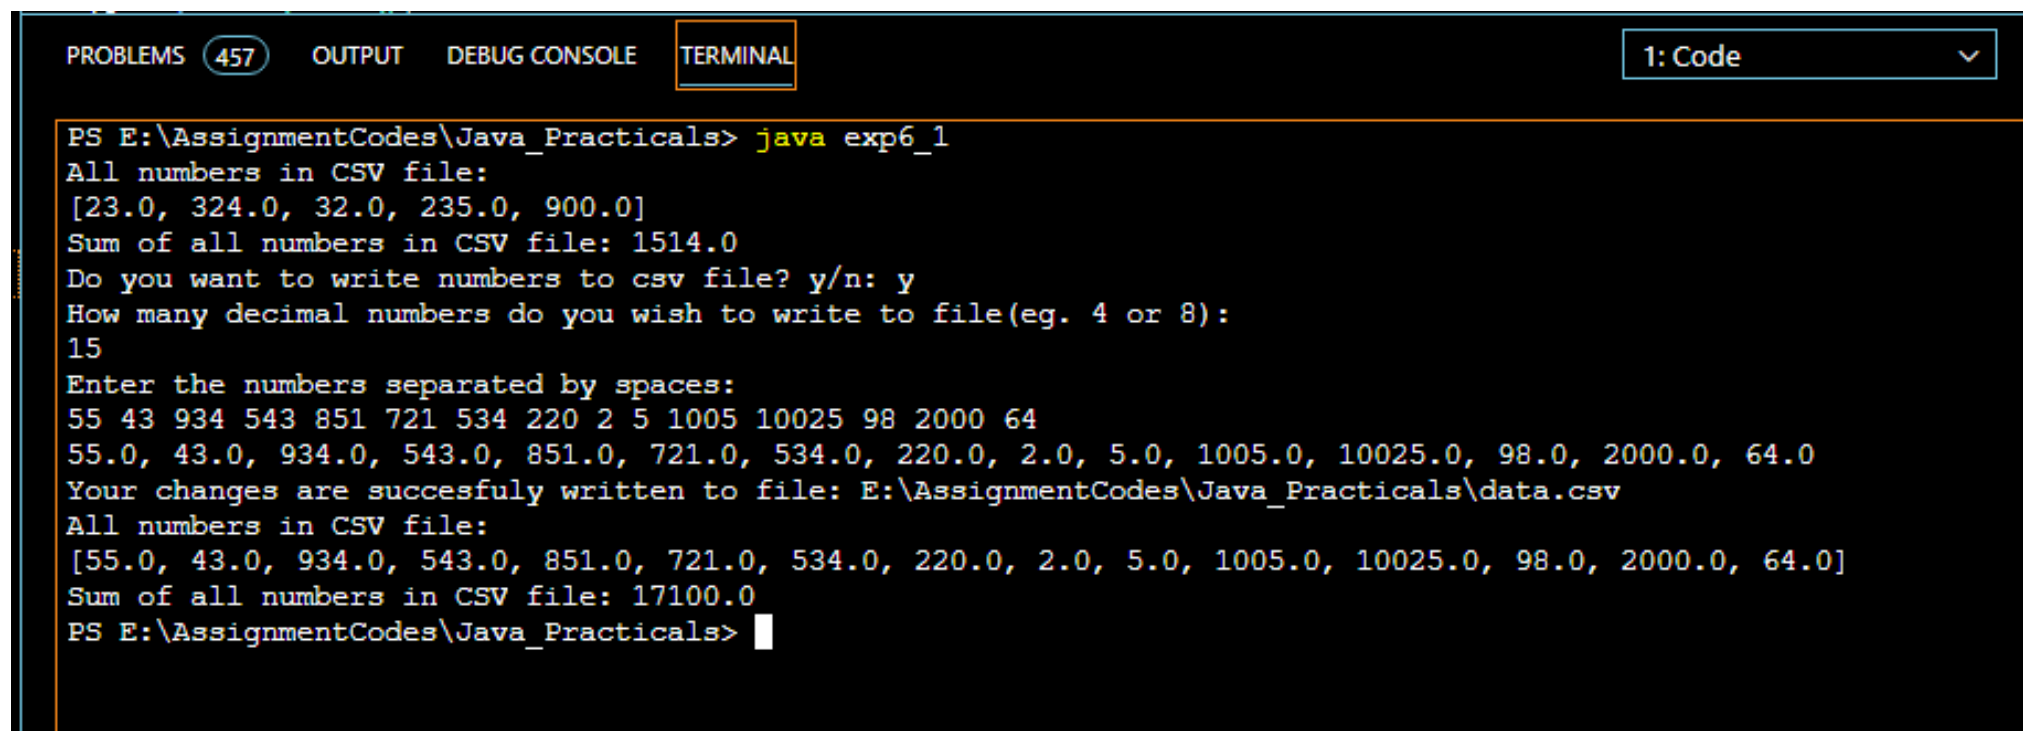 PROBLEMS 457 OUTPUT DEBUG CONSOLE TERMINAL 1: Code
PS E:\AssignmentCodes\Java_Practicals> java exp6_1
All numbers in CSV file:
[23.0, 324.0, 32.0, 235.0, 900.0]
Sum of all numbers in CSV file: 1514.0
Do you want to write numbers to csv file? y/n: y
How many decimal numbers do you wish to write to file(eg. 4 or 8):
15
Enter the numbers separated by spaces:
55 43 934 543 851 721 534 220 2 5 1005 10025 98 2000 64
55.0, 43.0, 934.0, 543.0, 851.0, 721.0, 534.0, 220.0, 2.0, 5.0, 1005.0, 10025.0, 98.0, 2000.0, 64.0
Your changes are succesfuly written to file: E:\AssignmentCodes\Java_Practicals\data.csv
All numbers in CSV file:
[55.0, 43.0, 934.0, 543.0, 851.0, 721.0, 534.0, 220.0, 2.0, 5.0, 1005.0, 10025.0, 98.0, 2000.0, 64.0]
Sum of all numbers in CSV file: 17100.0
PS E:\AssignmentCodes\Java_Practicals>